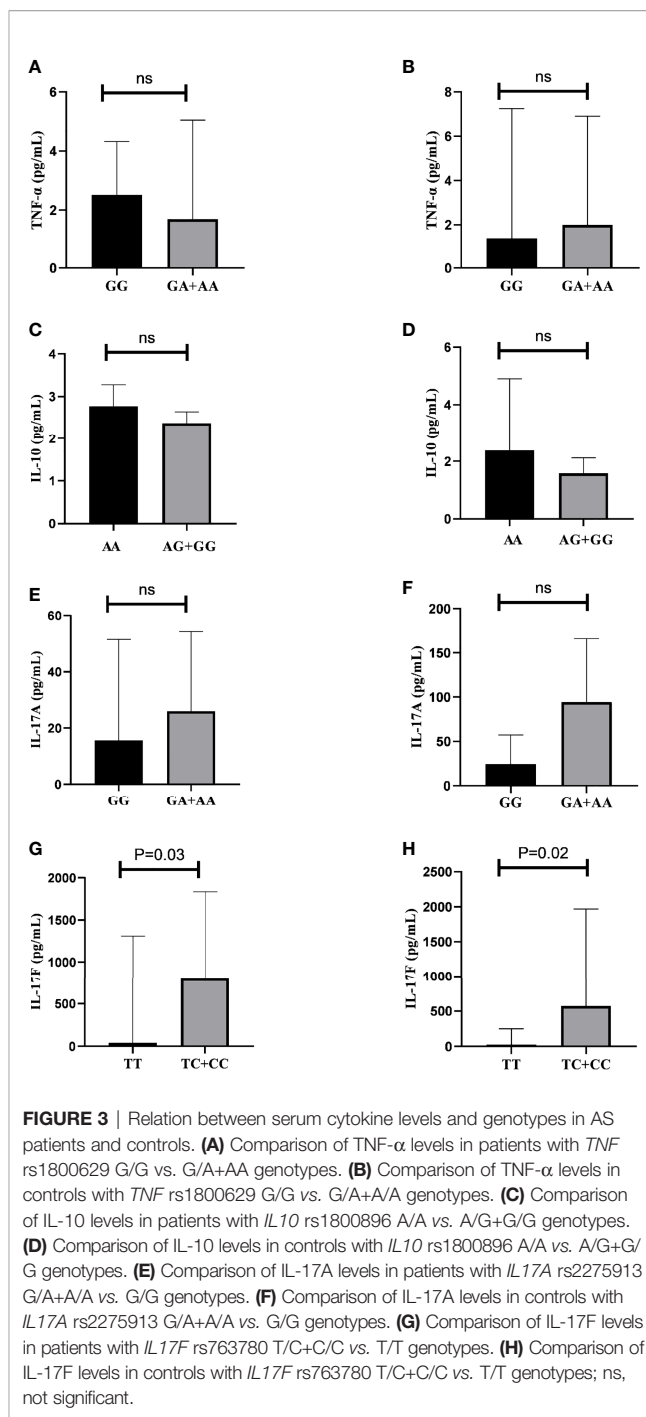 A
ns
TNF-α (pg/mL)
6
4
2
0
GG GA+AA
B
ns
TNF-α (pg/mL)
8
6
4
2
0
GG GA+AA
C
ns
IL-10 (pg/mL)
4
3
2
1
0
AA AG+GG
D
ns
IL-10 (pg/mL)
6
4
2
0
AA AG+GG
E
ns
IL-17A (pg/mL)
60
40
20
0
GG GA+AA
F
ns
IL-17A (pg/mL)
200
150
100
50
0
GG GA+AA
G
P=0.03
IL-17F (pg/mL)
2000
1500
1000
500
0
TT TC+CC
H
P=0.02
IL-17F (pg/mL)
2500
2000
1500
1000
500
0
TT TC+CC
FIGURE 3 | Relation between serum cytokine levels and genotypes in AS
patients and controls. (A) Comparison of TNF-α levels in patients with TNF
rs1800629 G/G vs. G/A+AA genotypes. (B) Comparison of TNF-α levels in
controls with TNF rs1800629 G/G vs. G/A+A/A genotypes. (C) Comparison
of IL-10 levels in patients with IL10 rs1800896 A/A vs. A/G+G/G genotypes.
(D) Comparison of IL-10 levels in controls with IL10 rs1800896 A/A vs. A/G+G/
G genotypes. (E) Comparison of IL-17A levels in patients with IL17A rs2275913
G/A+A/A vs. G/G genotypes. (F) Comparison of IL-17A levels in controls with
IL17A rs2275913 G/A+A/A vs. G/G genotypes. (G) Comparison of IL-17F levels
in patients with IL17F rs763780 T/C+C/C vs. T/T genotypes. (H) Comparison of
IL-17F levels in controls with IL17F rs763780 T/C+C/C vs. T/T genotypes; ns,
not significant.